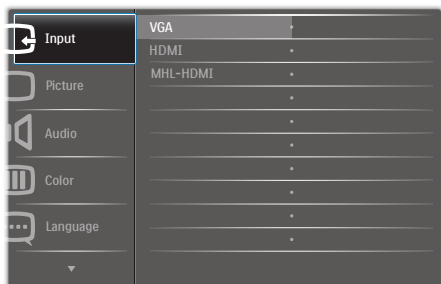 Input
Picture
Audio
Color
Language
VGA
HDMI
MHL-HDMI